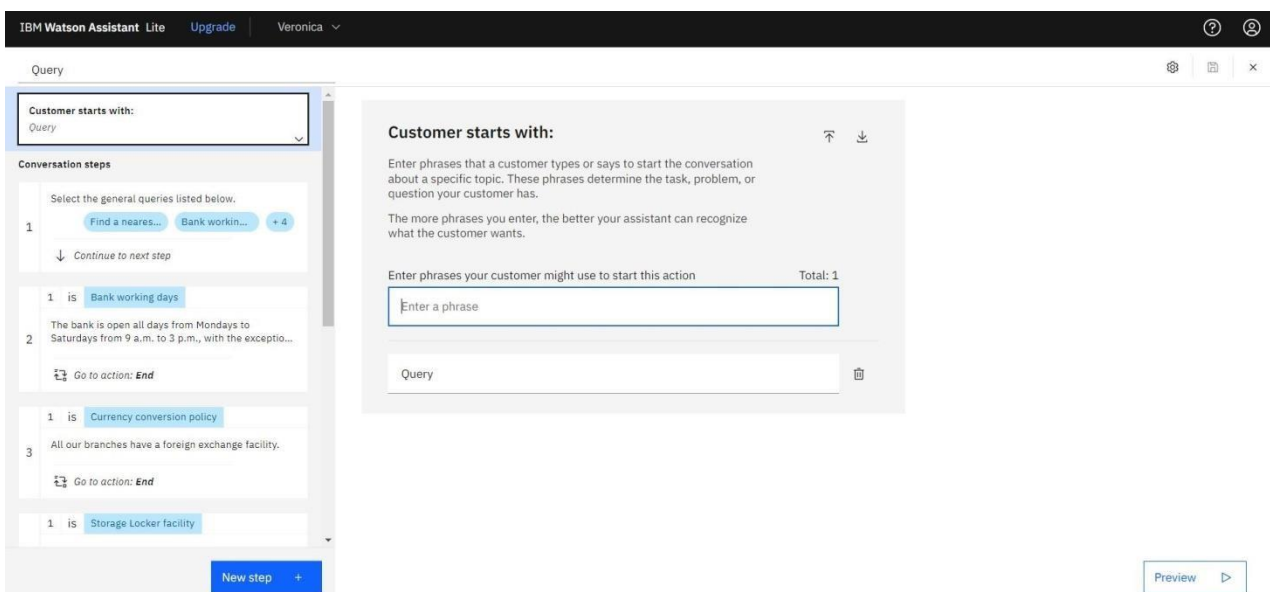 IBM Watson Assistant Lite Upgrade Veronica
Query
Customer starts with:
Query
Conversation steps
1
Select the general queries listed below.
Find a neares... Bank workin... + 4
Continue to next step
1 is Bank working days
2
The bank is open all days from Mondays to
Saturdays from 9 a.m. to 3 p.m., with the exceptio...
Go to action: End
1 is Currency conversion policy
3
All our branches have a foreign exchange facility.
Go to action: End
1 is Storage Locker facility
New step +
Customer starts with:
Enter phrases that a customer types or says to start the conversation
about a specific topic. These phrases determine the task, problem, or
question your customer has.
The more phrases you enter, the better your assistant can recognize
what the customer wants.
Enter phrases your customer might use to start this action Total: 1
Enter a phrase
Query
Preview